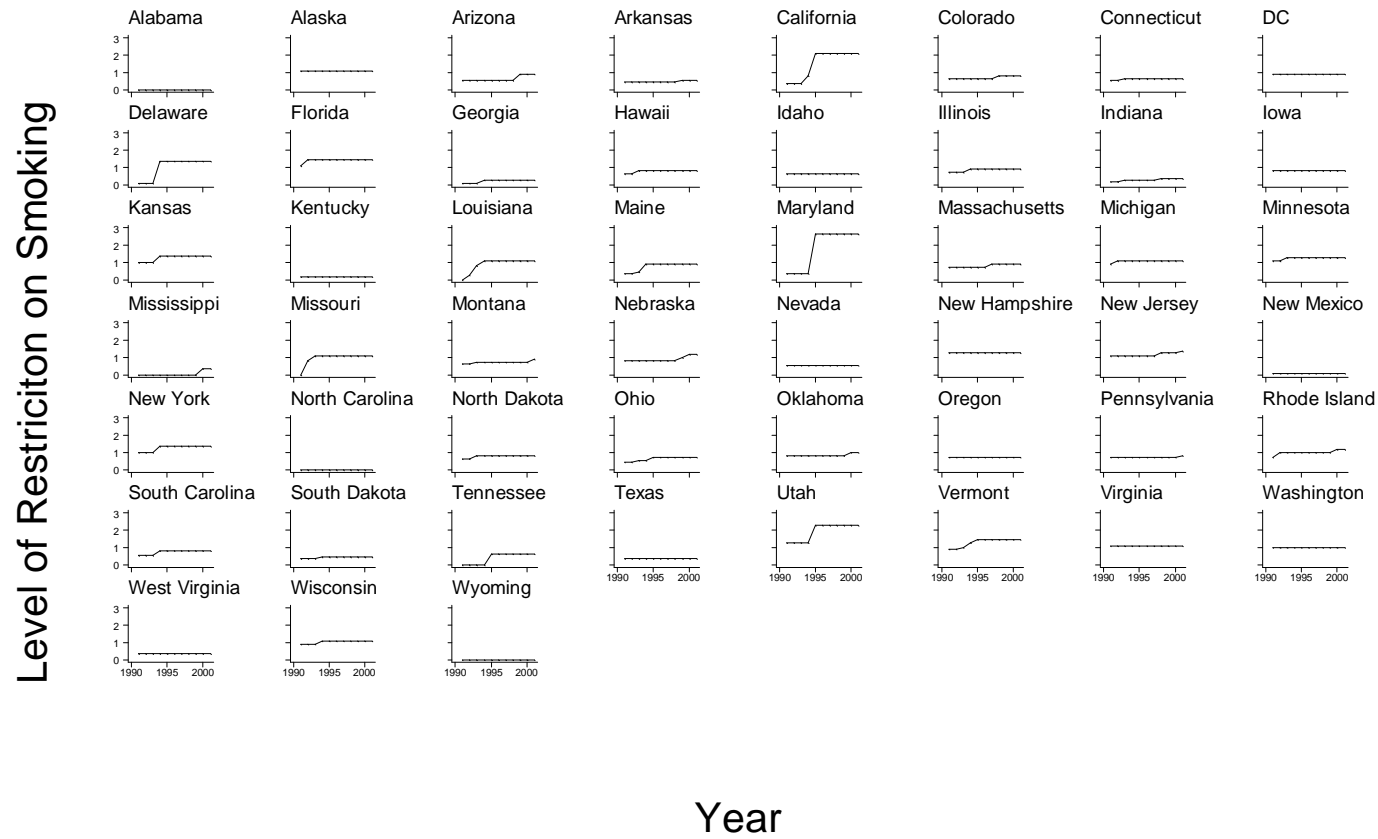 Level of Restriciton on Smoking
Alabama Alaska Arizona Arkansas California Colorado Connecticut DC
3
2
1
0
Delaware Florida Georgia Hawaii Idaho Illinois Indiana Iowa
3
2
1
0
Kansas Kentucky Louisiana Maine Maryland Massachusetts Michigan Minnesota
3
2
1
0
Mississippi Missouri Montana Nebraska Nevada New Hampshire New Jersey New Mexico
3
2
1
0
New York North Carolina North Dakota Ohio Oklahoma Oregon Pennsylvania Rhode Island
3
2
1
0
South Carolina South Dakota Tennessee Texas Utah Vermont Virginia Washington
3
2
1
0
1990 1995 2000 1990 1995 2000 1990 1995 2000 1990 1995 2000 1990 1995 2000
West Virginia Wisconsin Wyoming
3
2
1
0
1990 1995 2000 1990 1995 2000 1990 1995 2000
Year